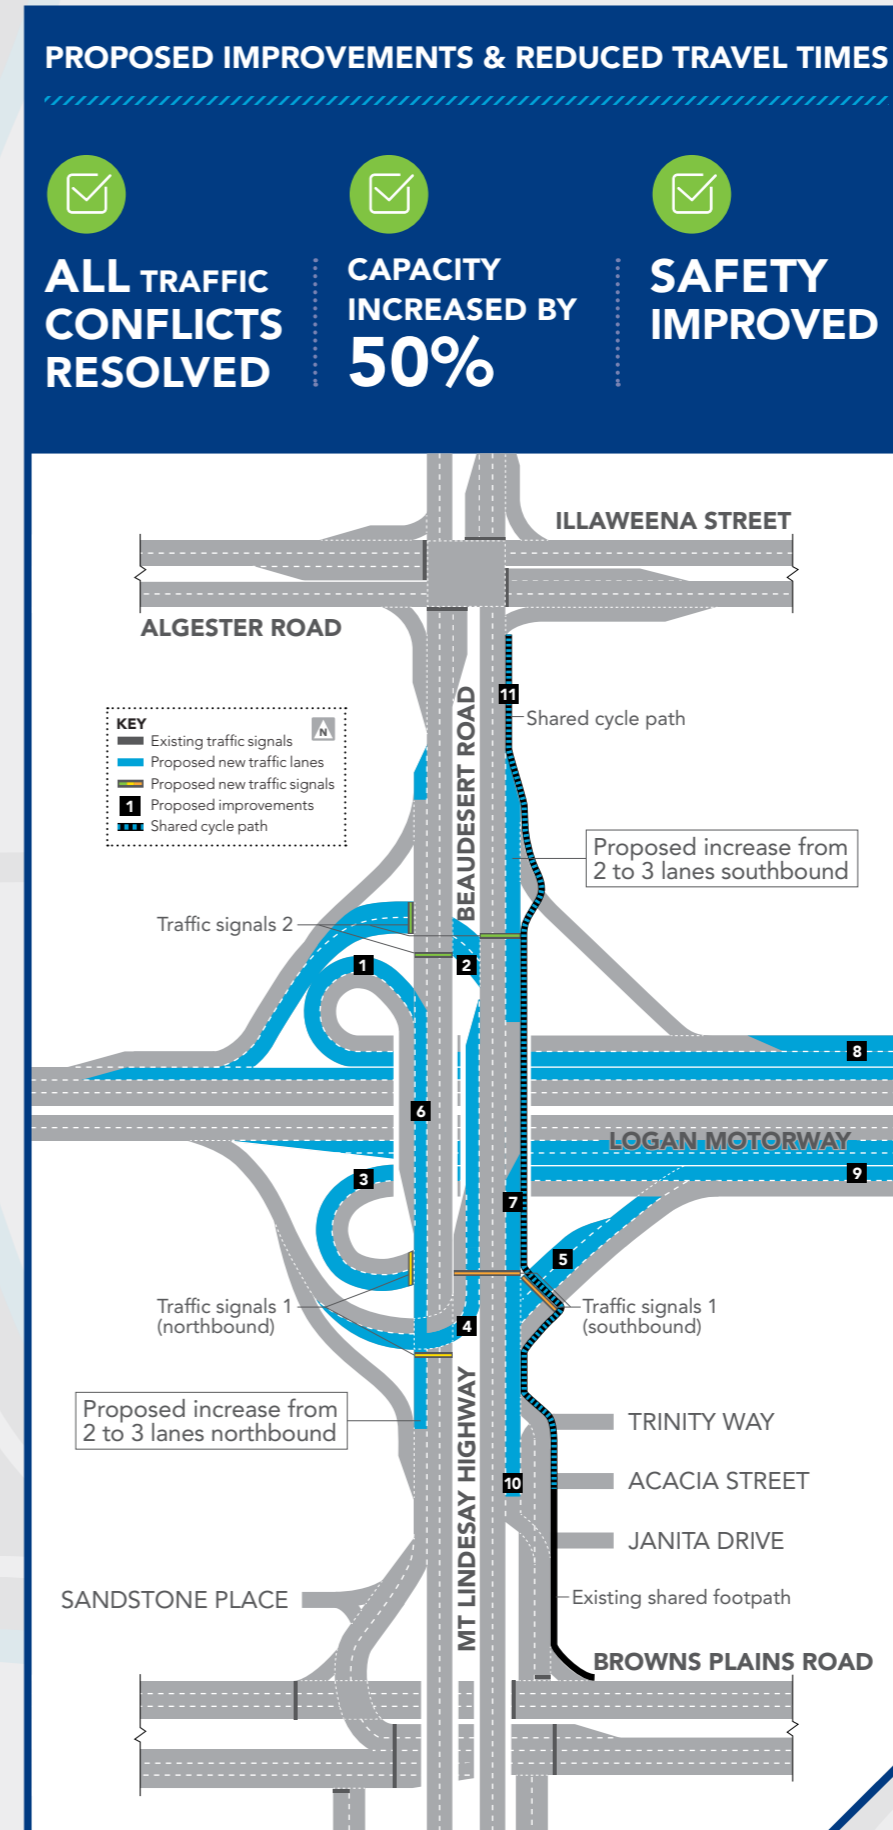 PROPOSED IMPROVEMENTS & REDUCED TRAVEL TIMES
ALL TRAFFIC
CONFLICTS
RESOLVED
CAPACITY
INCREASED BY
50%
SAFETY
IMPROVED
ILLAWEENA STREET
ALGESTER ROAD
KEY
N
Existing traffic signals
Proposed new traffic lanes
Proposed new traffic signals
1 Proposed improvements
Shared cycle path
BEAUDESERT ROAD
11
Shared cycle path
Proposed increase from
2 to 3 lanes southbound
Traffic signals 2
1
2
8
6
LOGAN MOTORWAY
9
3
7
5
Traffic signals 1
(northbound)
4
Traffic signals 1
(southbound)
Proposed increase from
2 to 3 lanes northbound
MT LINDESAY HIGHWAY
TRINITY WAY
10
ACACIA STREET
JANITA DRIVE
SANDSTONE PLACE
Existing shared footpath
BROWNS PLAINS ROAD